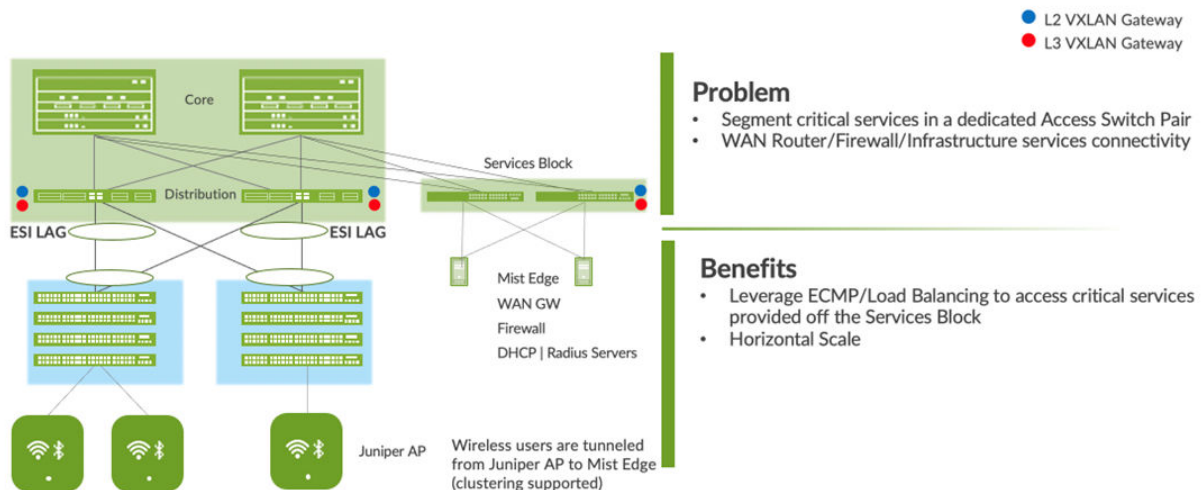 L2 VXLAN Gateway
L3 VXLAN Gateway
Core
Services Block
Distribution
ESI LAG
ESI LAG
Mist Edge
WAN GW
Firewall
DHCP | Radius Servers
Juniper AP
Wireless users are tunneled
from Juniper AP to Mist Edge
(clustering supported)
Problem
• Segment critical services in a dedicated Access Switch Pair
• WAN Router/Firewall/Infrastructure services connectivity
Benefits
• Leverage ECMP/Load Balancing to access critical services
provided off the Services Block
• Horizontal Scale